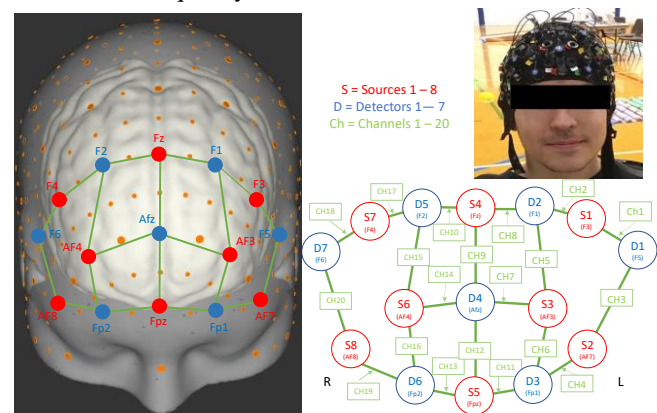 S = Sources 1 – 8
D = Detectors 1— 7
Ch = Channels 1 – 20
Fz
F2
F1
F4
F3
F6
F5
Afz
AF4
AF3
AF8
AF7
Fp2
Fpz
Fp1
CH17
CH2
CH18
Ch1
D5
(F2)
S4
(Fz)
D2
(F1)
S7
(F4)
S1
(F3)
CH10
CH8
D7
(F6)
D1
(F5)
CH15
CH9
CH5
CH14
CH7
CH20
CH3
S6
(AF4)
D4
(Afz)
S3
(AF3)
S8
(AF8)
CH16
CH12
CH6
S2
(AF7)
R
CH13
CH11
L
CH19
D6
(Fp2)
S5
(Fpz)
D3
(Fp1)
CH4